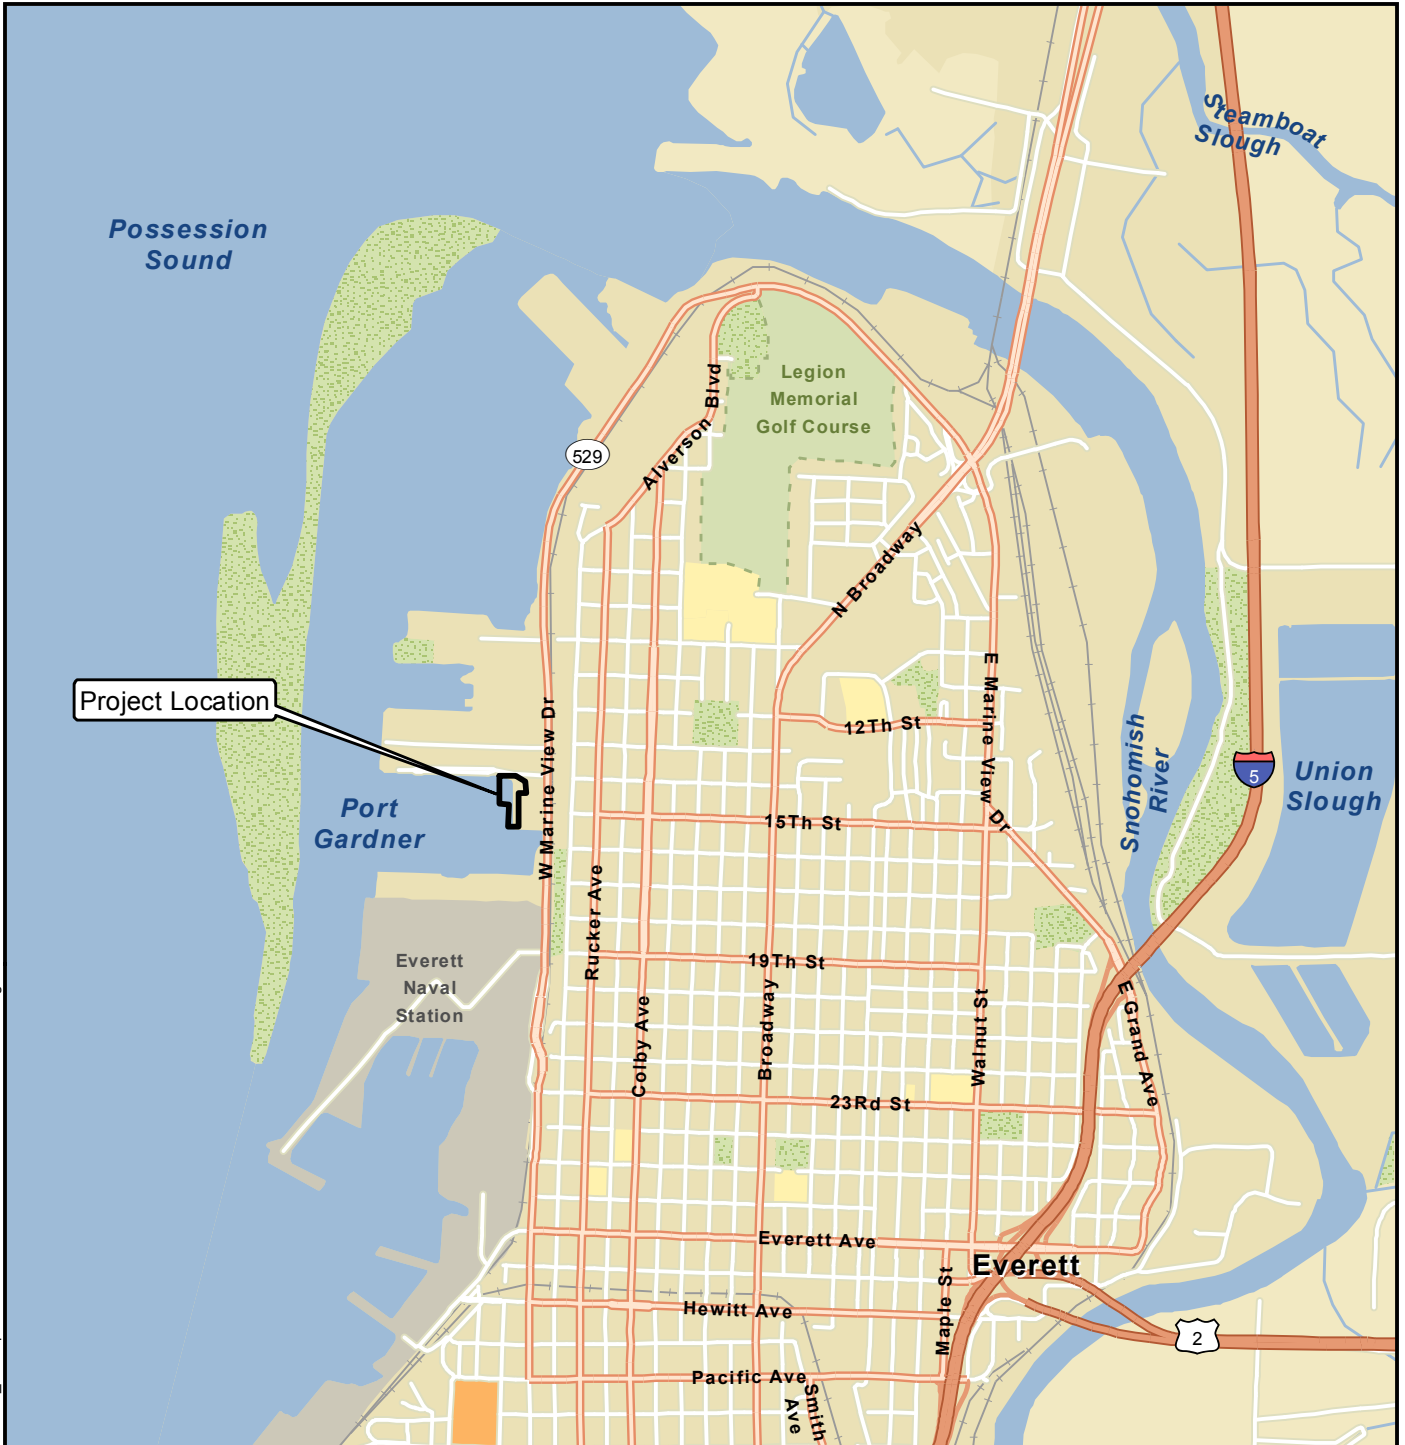 Steamboat
Slough
Possession
Sound
Legion
Memorial
Golf Course
Alverson Blvd
529
N Broadway
E Marine View Dr
Project Location
W Marine View Dr
12Th St
Snohomish
River
5
Union
Slough
Port
Gardner
15Th St
Rucker Ave
19Th St
Everett
Naval
Station
Colby Ave
Broadway
Walnut St
E Grand Ave
23Rd St
Everett Ave
Everett
Maple St
Hewitt Ave
2
Pacific Ave
Smith
Ave